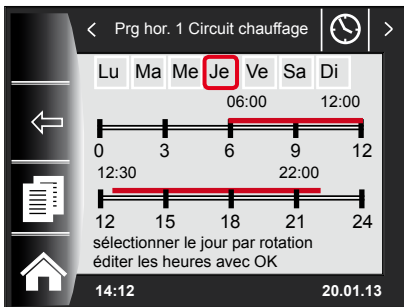 < Prg hor. 1 Circuit chauffage >
Lu Ma Me Je Ve Sa Di
06:00 12:00
0 3 6 9 12
12:30 22:00
12 15 18 21 24
sélectionner le jour par rotation
éditer les heures avec OK
14:12 20.01.13